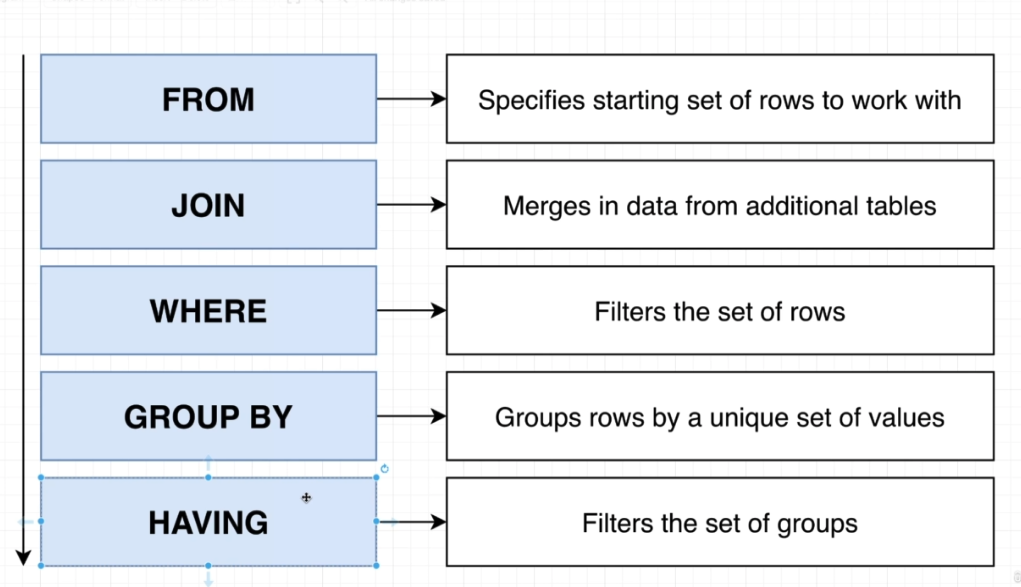 FROM
Specifies starting set of rows to work with
JOIN
Merges in data from additional tables
WHERE
Filters the set of rows
GROUP BY
Groups rows by a unique set of values
HAVING
Filters the set of groups